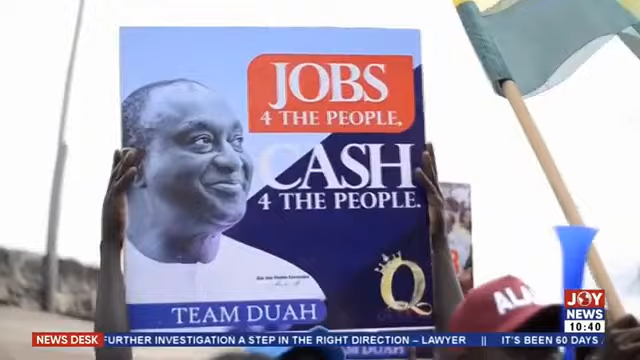 JOBS
4 THE PEOPLE.
CASH
4 THE PEOPLE.
Q
TEAM DUAH
ALA
JOY
NEWS
10:40
NEWS DESK
FURTHER INVESTIGATION A STEP IN THE RIGHT DIRECTION – LAWYER || IT'S BEEN 60 DAYS